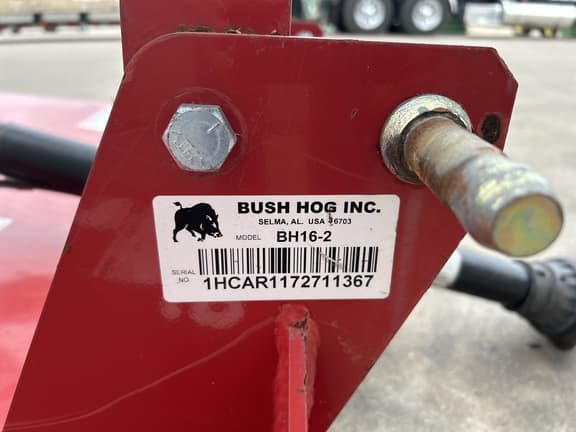 BUSH HOG INC.
SELMA, AL. USA 36703
MODEL BH16-2
SERIAL NO. 1HCAR1172711367